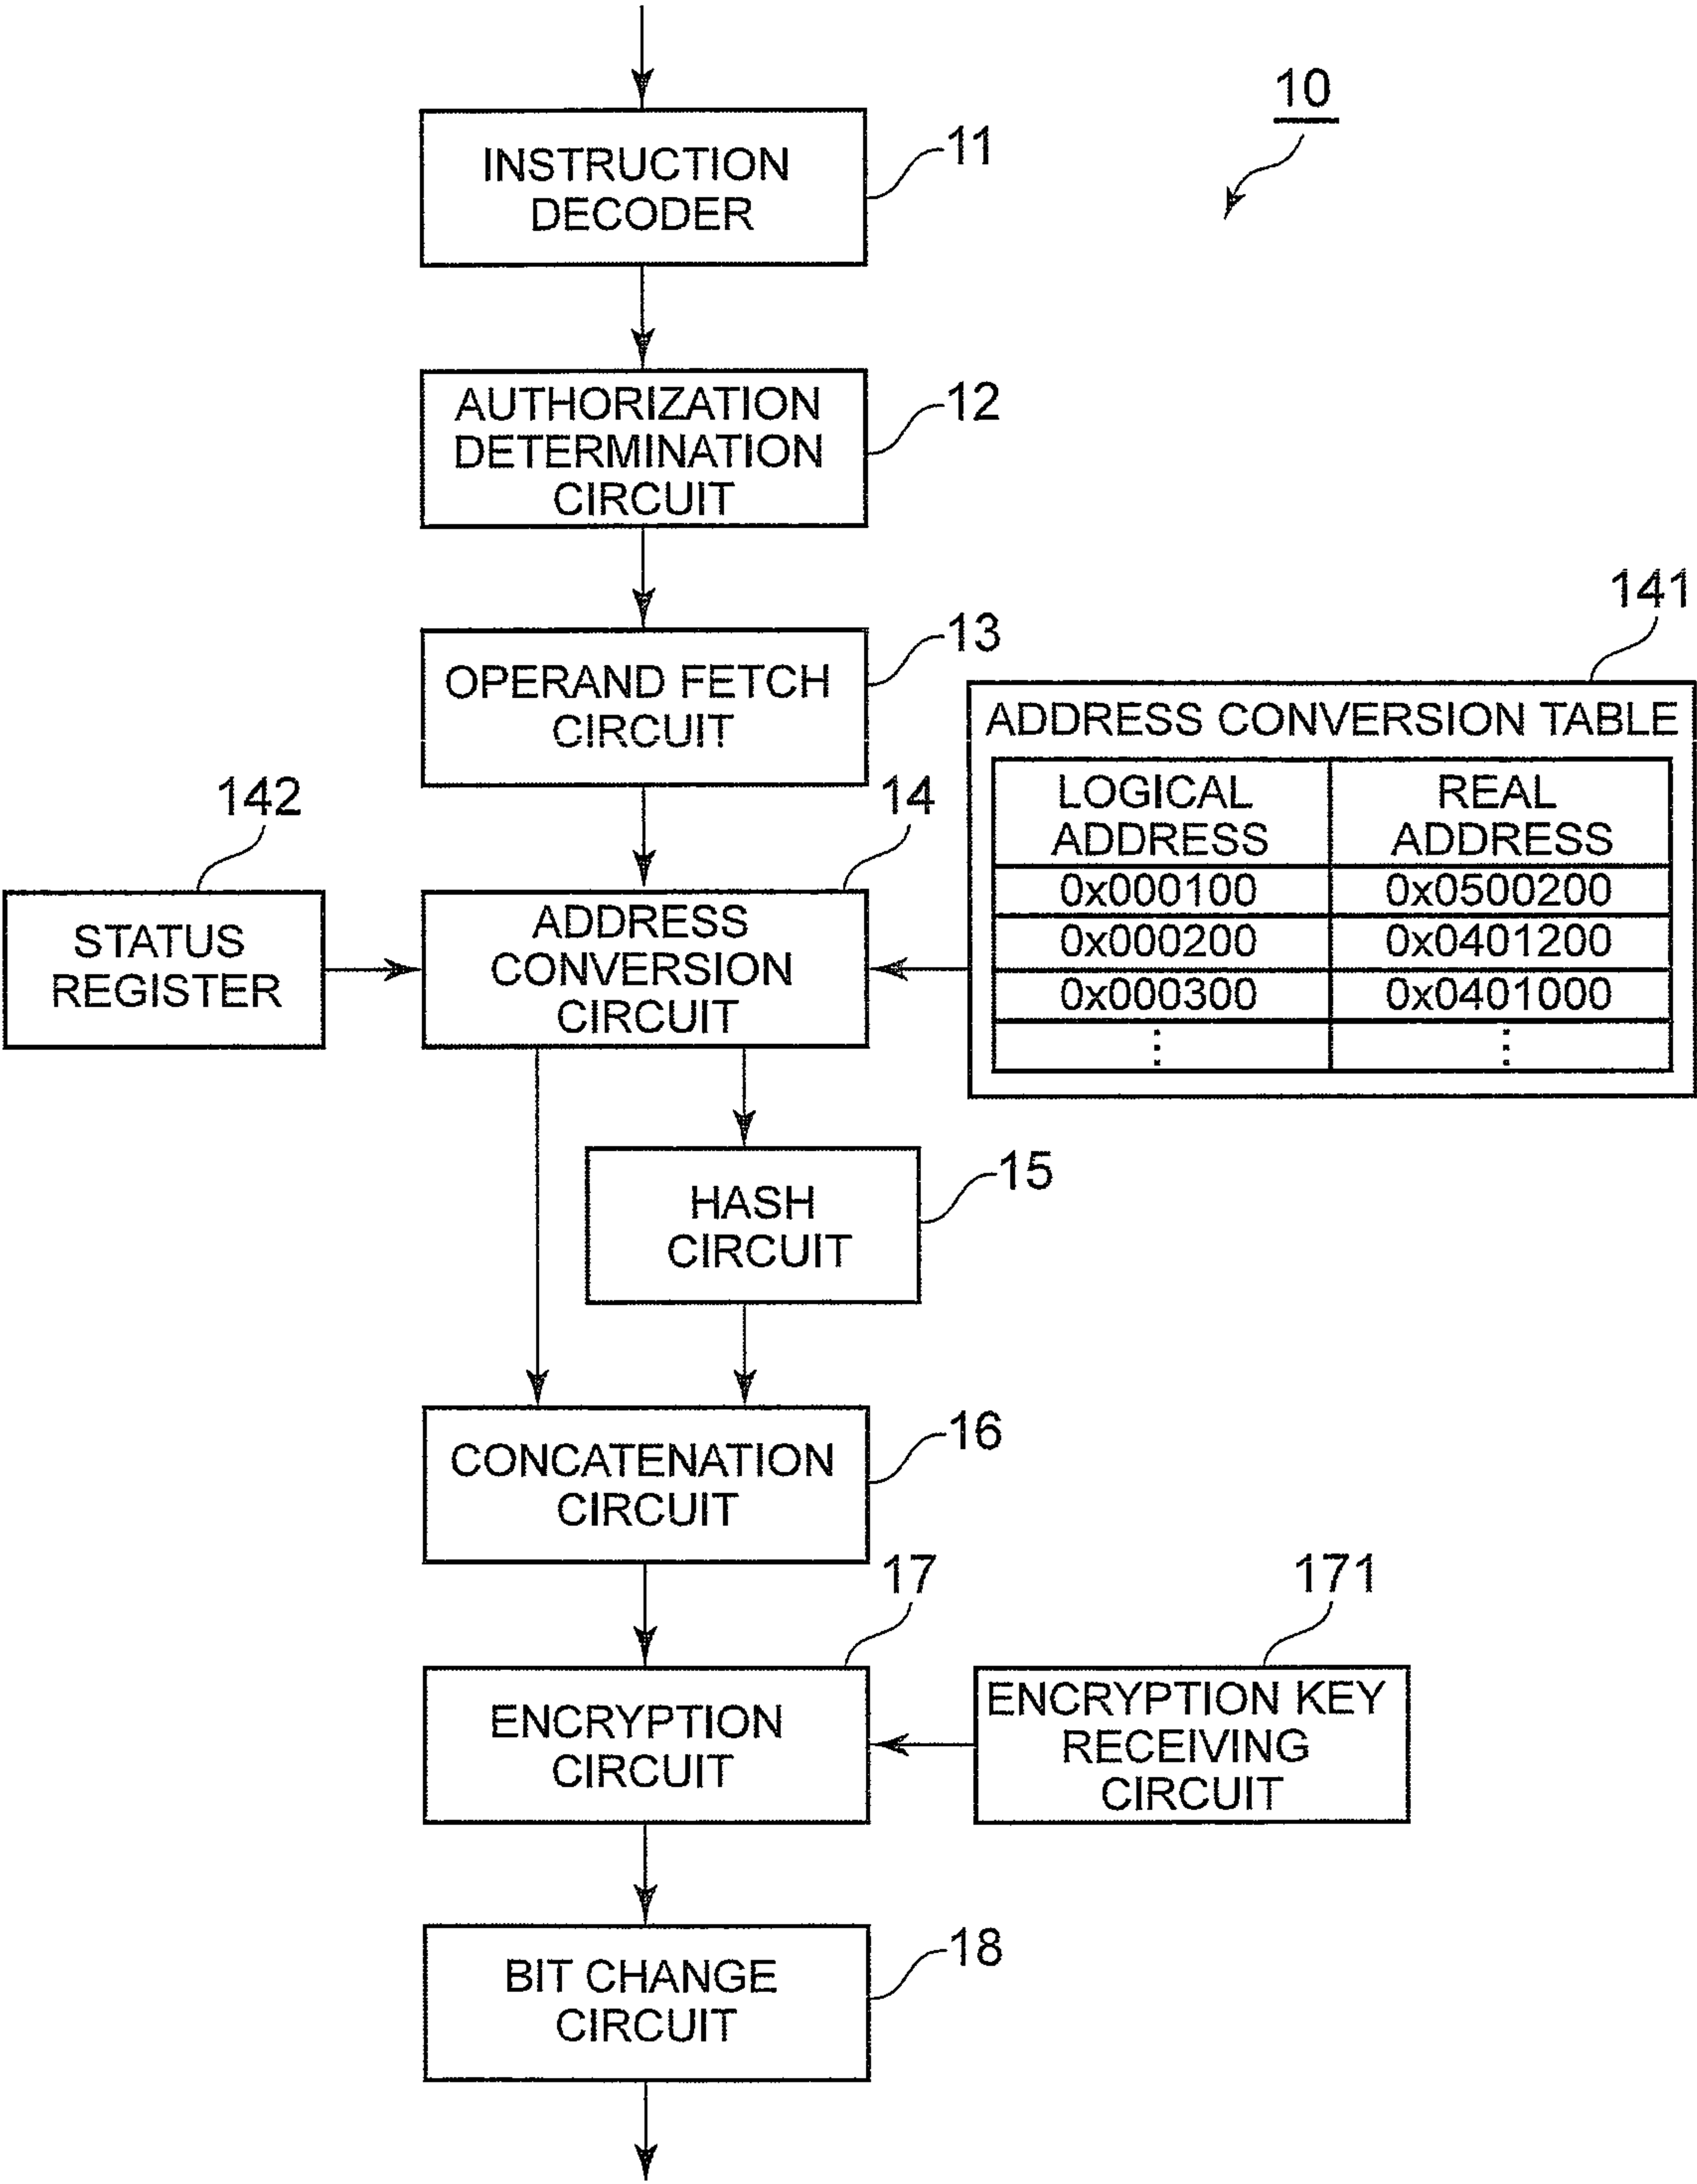 10
INSTRUCTION
DECODER
11
AUTHORIZATION
DETERMINATION
CIRCUIT
12
OPERAND FETCH
CIRCUIT
13
141
ADDRESS CONVERSION TABLE
LOGICAL
ADDRESS
REAL
ADDRESS
0x000100
0x0500200
0x000200
0x0401200
0x000300
0x0401000
⋮
⋮
142
STATUS
REGISTER
14
ADDRESS
CONVERSION
CIRCUIT
HASH
CIRCUIT
15
CONCATENATION
CIRCUIT
16
17
ENCRYPTION
CIRCUIT
171
ENCRYPTION KEY
RECEIVING
CIRCUIT
BIT CHANGE
CIRCUIT
18